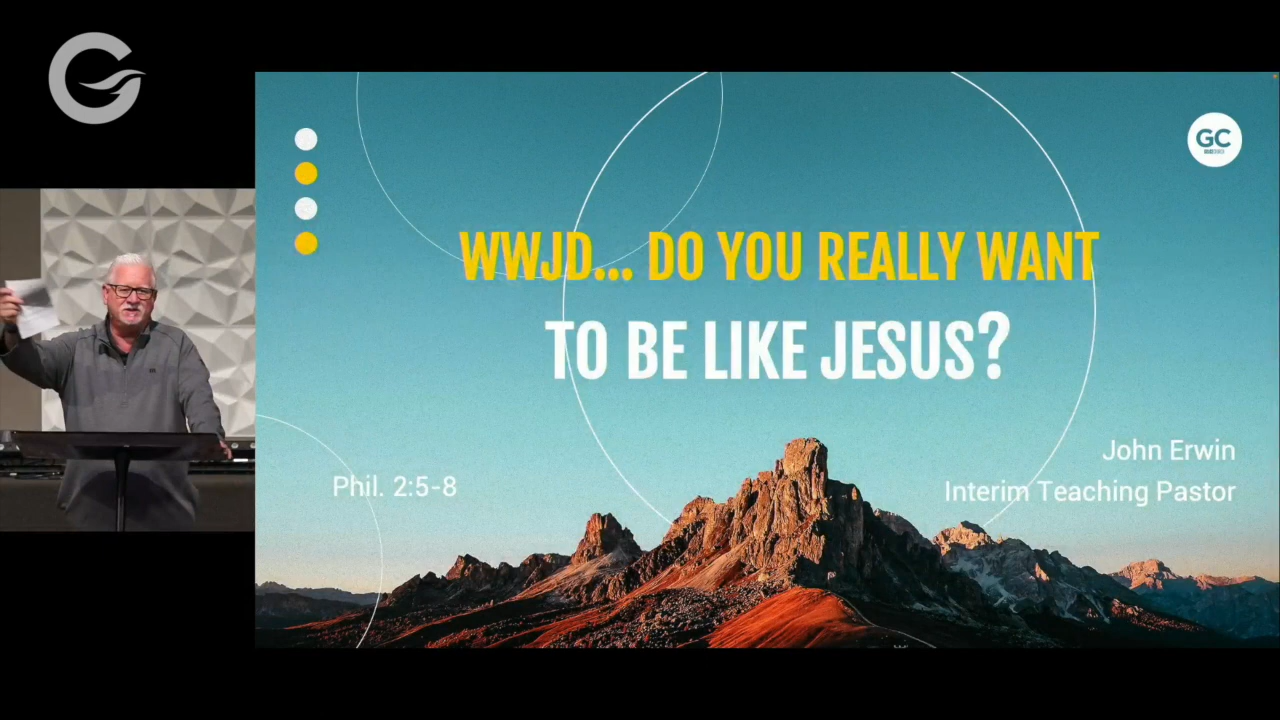 GC
WWJD... DO YOU REALLY WANT
TO BE LIKE JESUS?
John Erwin
Phil. 2:5-8
Interim Teaching Pastor